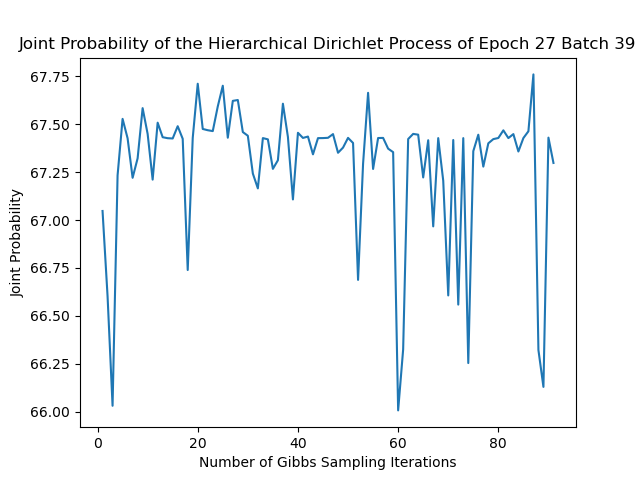 Joint Probability of the Hierarchical Dirichlet Process of Epoch 27 Batch 39
67.75
67.50
67.25
67.00
66.75
66.50
66.25
66.00
Joint Probability
0 20 40 60 80
Number of Gibbs Sampling Iterations